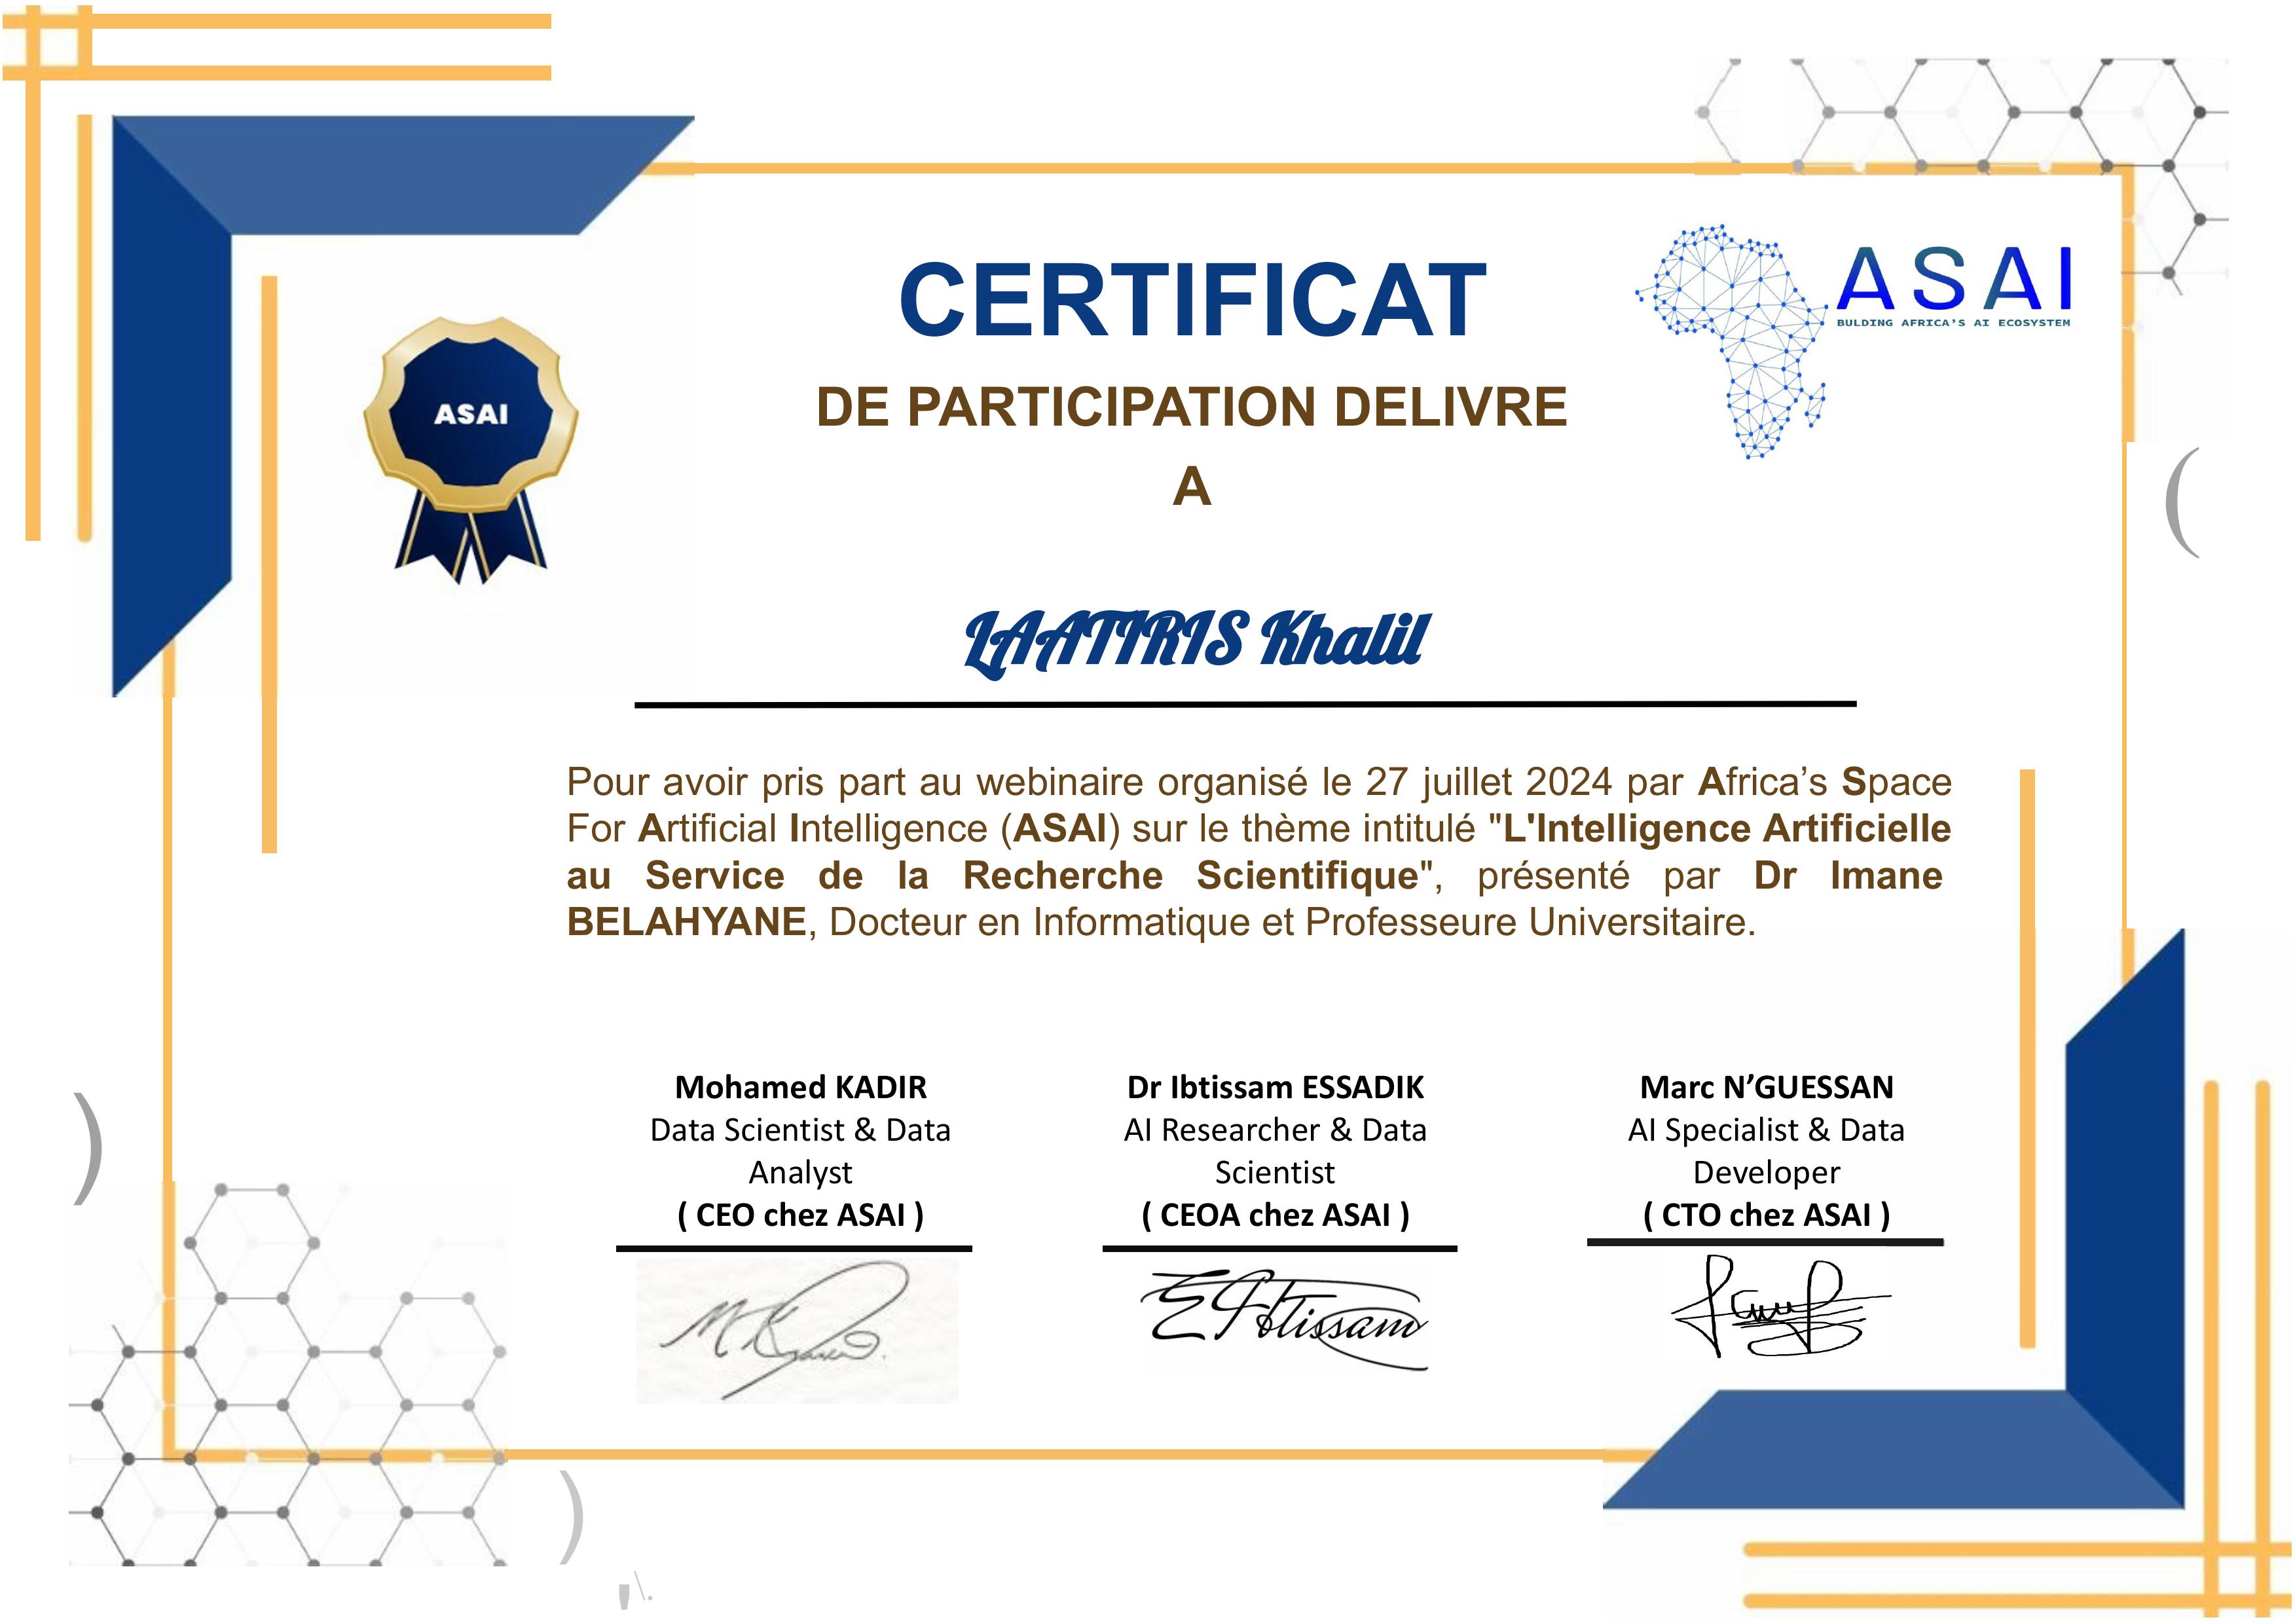 CERTIFICAT
ASAI
BULDING AFRICA'S AI ECOSYSTEM
DE PARTICIPATION DELIVRE
A
ASAI
LAATIRIS Khalil
Pour avoir pris part au webinaire organisé le 27 juillet 2024 par Africa’s Space
For Artificial Intelligence (ASAI) sur le thème intitulé "L'Intelligence Artificielle
au Service de la Recherche Scientifique", présenté par Dr Imane
BELAHYANE, Docteur en Informatique et Professeure Universitaire.
Mohamed KADIR
Data Scientist & Data
Analyst
( CEO chez ASAI )
Dr Ibtissam ESSADIK
AI Researcher & Data
Scientist
( CEOA chez ASAI )
Marc N’GUESSAN
AI Specialist & Data
Developer
( CTO chez ASAI )